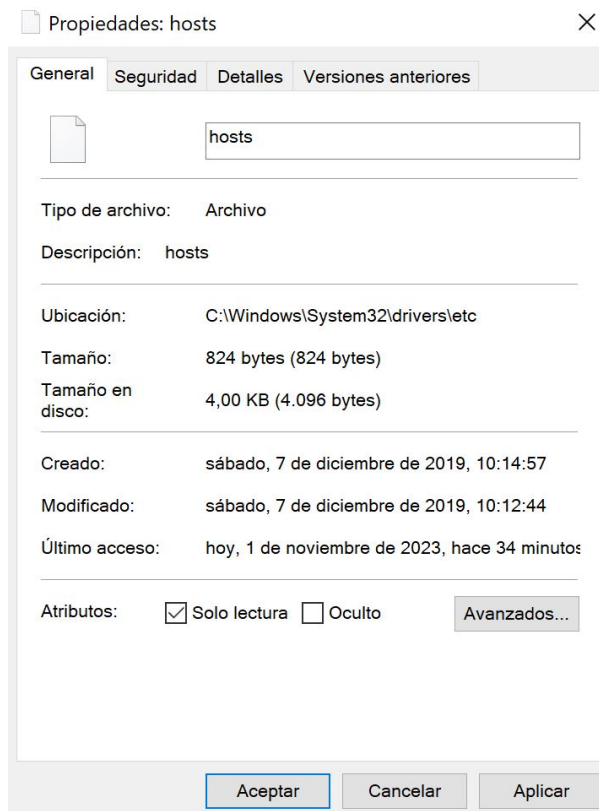 Propiedades: hosts
General Seguridad Detalles Versiones anteriores
hosts
Tipo de archivo: Archivo
Descripción: hosts
Ubicación: C:\Windows\System32\drivers\etc
Tamaño: 824 bytes (824 bytes)
Tamaño en
disco: 4,00 KB (4.096 bytes)
Creado: sábado, 7 de diciembre de 2019, 10:14:57
Modificado: sábado, 7 de diciembre de 2019, 10:12:44
Último acceso: hoy, 1 de noviembre de 2023, hace 34 minutos
Atributos: Solo lectura Oculto Avanzados...
Aceptar Cancelar Aplicar